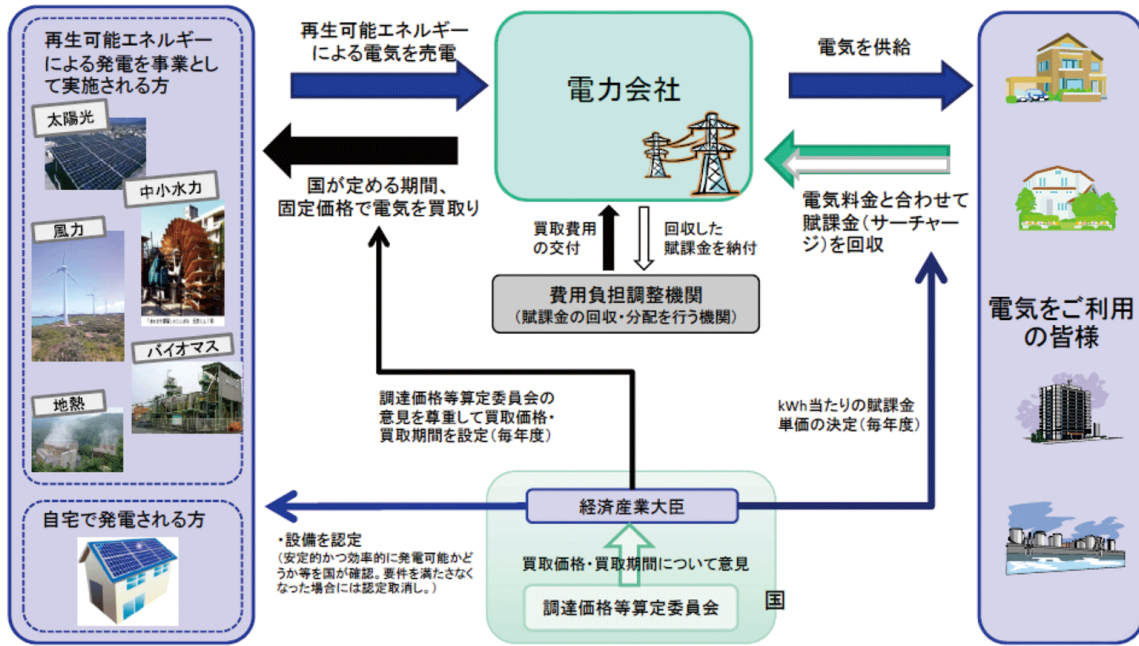 再生可能エネルギー
による発電を事業とし
て実施される方
太陽光
中小水力
風力
バイオマス
地熱
自宅で発電される方
再生可能エネルギー
による電気を売電
国が定める期間、
固定価格で電気を買取り
電力会社
買取費用
の交付
回収した
賦課金を納付
費用負担調整機関
(賦課金の回収・分配を行う機関)
電気を供給
電気料金と合わせて
賦課金(サーチャー
ジ)を回収
電気をご利用
の皆様
調達価格等算定委員会の
意見を尊重して買取価格・
買取期間を設定(毎年度)
kWh当たりの賦課金
単価の決定(毎年度)
経済産業大臣
・設備を認定
(安定的かつ効率的に発電可能かど
うか等を国が確認。要件を満たさなく
なった場合には認定取消し。)
買取価格・買取期間について意見
調達価格等算定委員会
国